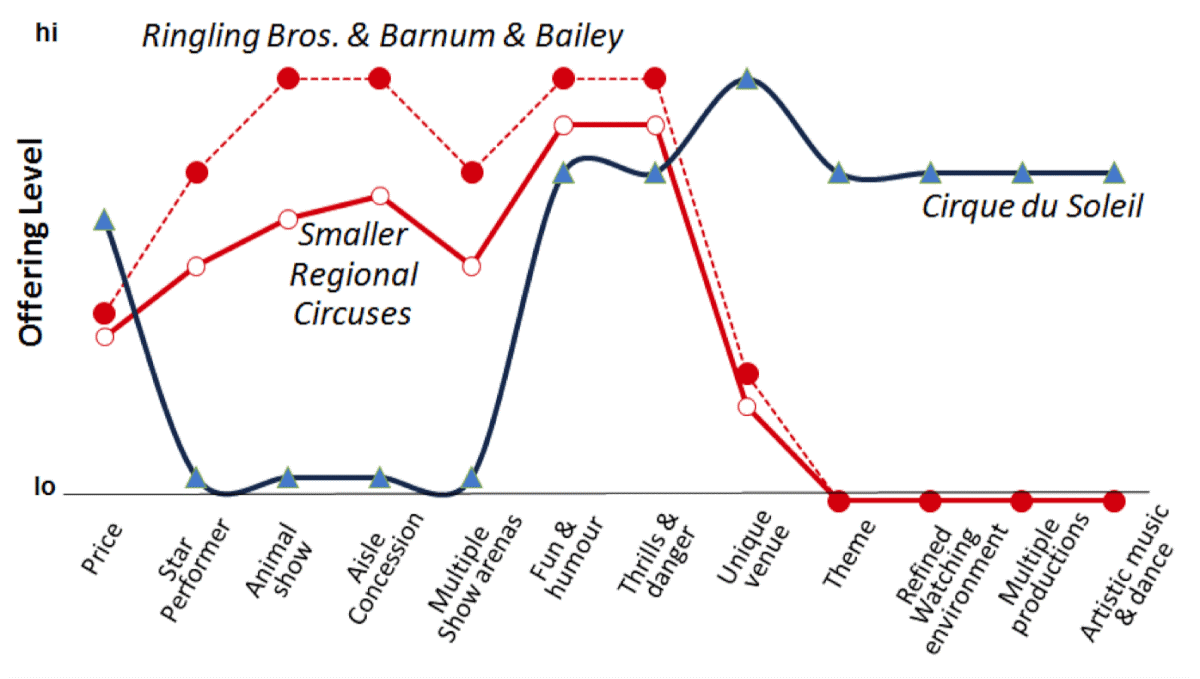 hi
Ringling Bros. & Barnum & Bailey
Offering Level
Smaller
Regional
Circuses
Cirque du Soleil
lo
Price
Star
Performer
Animal
show
Aisle
Concession
Multiple
Show arenas
Fun &
humour
Thrills &
danger
Unique
venue
Theme
Refined
Watching
environment
Multiple
productions
Artistic music
& dance